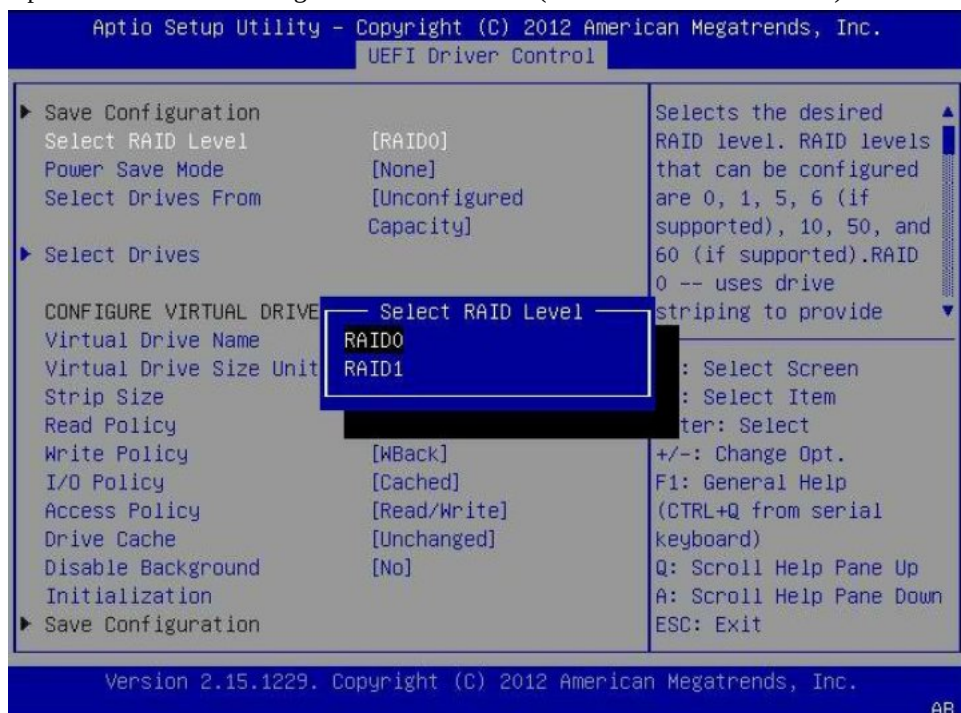 Aptio Setup Utility – Copyright (C) 2012 American Megatrends, Inc.
UEFI Driver Control
Save Configuration
Select RAID Level [RAID0]
Power Save Mode [None]
Select Drives From [Unconfigured
Capacity]
Select Drives
CONFIGURE VIRTUAL DRIVE
Virtual Drive Name
Virtual Drive Size Unit
Strip Size
Read Policy
Write Policy [WBack]
I/O Policy [Cached]
Access Policy [Read/Write]
Drive Cache [Unchanged]
Disable Background [No]
Initialization
Save Configuration
Select RAID Level
RAID0
RAID1
Selects the desired
RAID level. RAID levels
that can be configured
are 0, 1, 5, 6 (if
supported), 10, 50, and
60 (if supported).RAID
0 -- uses drive
striping to provide
: Select Screen
: Select Item
ter: Select
+/-: Change Opt.
F1: General Help
(CTRL+Q from serial
keyboard)
Q: Scroll Help Pane Up
A: Scroll Help Pane Down
ESC: Exit
Version 2.15.1229. Copyright (C) 2012 American Megatrends, Inc.
AB